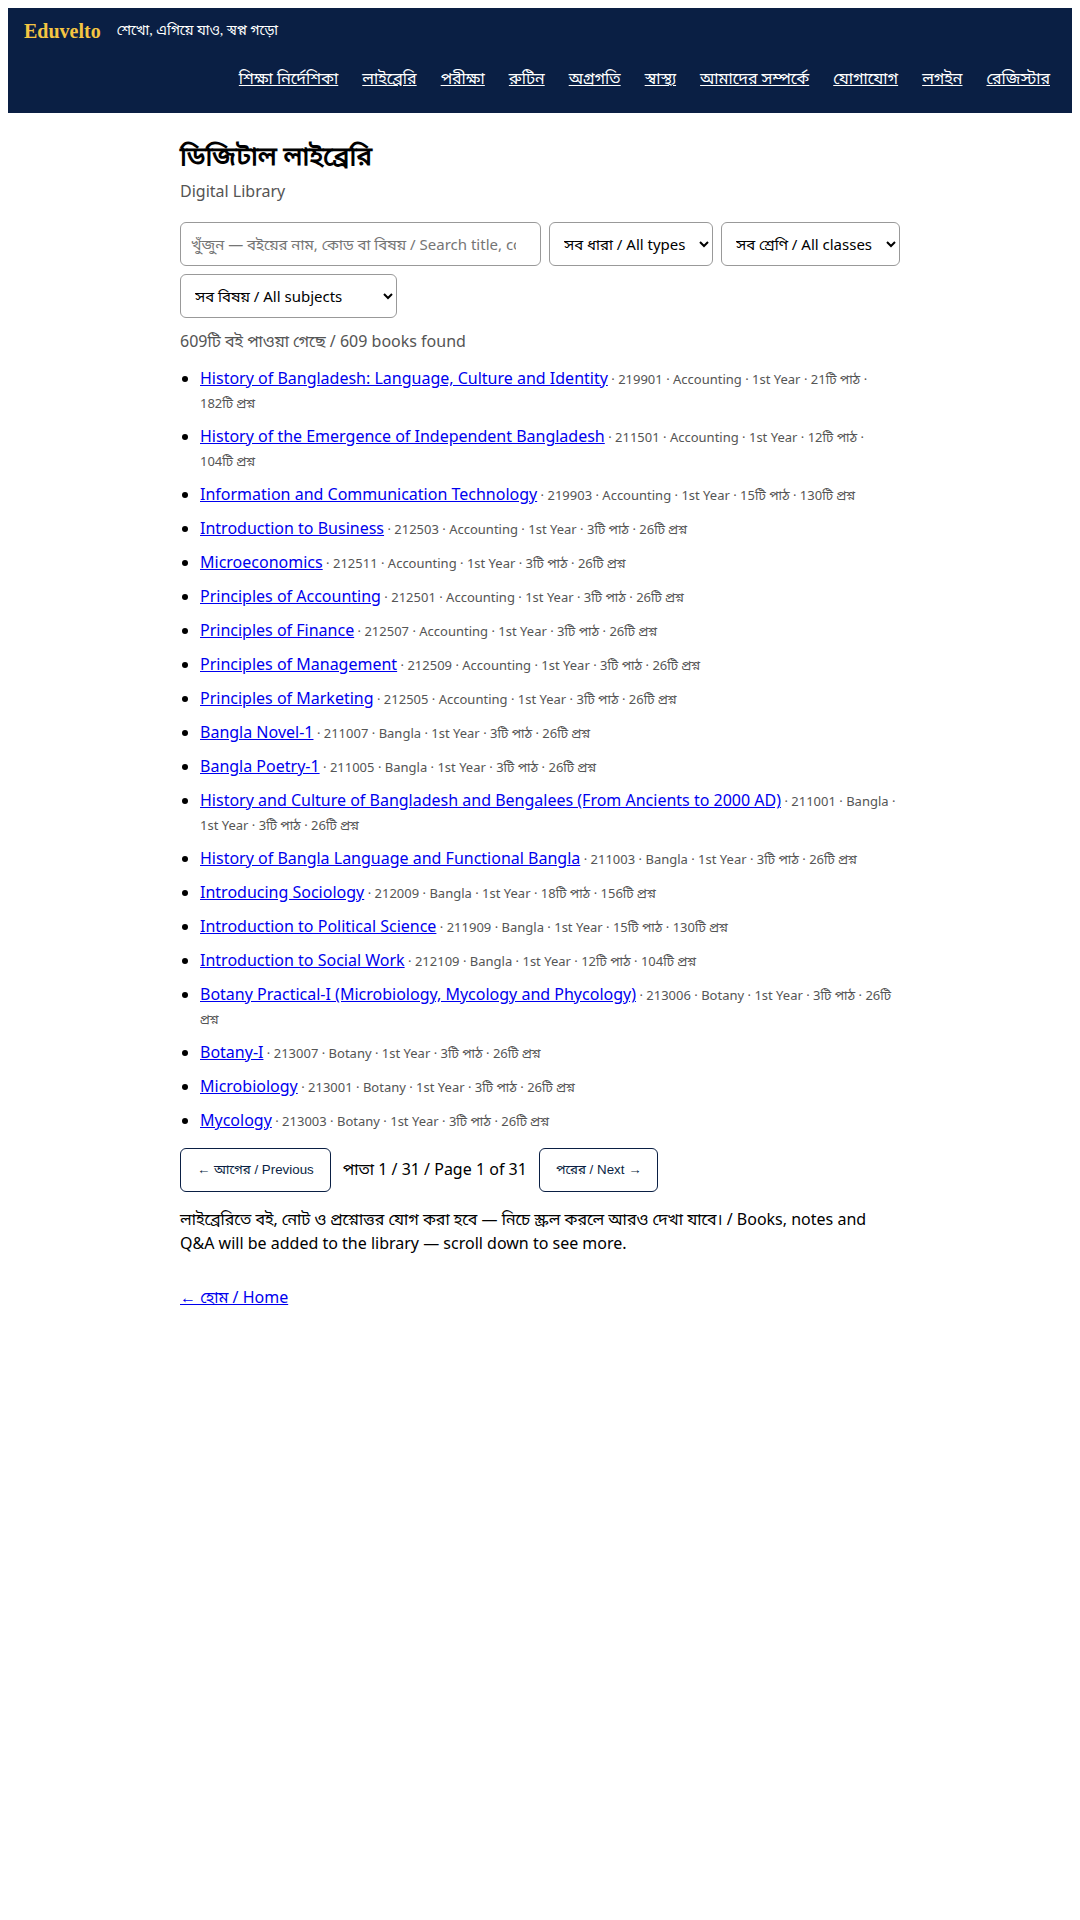 Eduvelto শেখো, এগিয়ে যাও, স্বপ্ন গড়ো
শিক্ষা নির্দেশিকা লাইব্রেরি পরীক্ষা রুটিন অগ্রগতি স্বাস্থ্য আমাদের সম্পর্কে যোগাযোগ লগইন রেজিস্টার
ডিজিটাল লাইব্রেরি
Digital Library
খুঁজুন — বইয়ের নাম, কোড বা বিষয় / Search title, সব ধারা / All types সব শ্রেণি / All classes
সব বিষয় / All subjects
609টি বই পাওয়া গেছে / 609 books found
History of Bangladesh: Language, Culture and Identity · 219901 · Accounting · 1st Year · 21টি পাঠ ·
182টি প্রশ্ন
History of the Emergence of Independent Bangladesh · 211501 · Accounting · 1st Year · 12টি পাঠ ·
104টি প্রশ্ন
Information and Communication Technology · 219903 · Accounting · 1st Year · 15টি পাঠ · 130টি প্রশ্ন
Introduction to Business · 212503 · Accounting · 1st Year · 3টি পাঠ · 26টি প্রশ্ন
Microeconomics · 212511 · Accounting · 1st Year · 3টি পাঠ · 26টি প্রশ্ন
Principles of Accounting · 212501 · Accounting · 1st Year · 3টি পাঠ · 26টি প্রশ্ন
Principles of Finance · 212507 · Accounting · 1st Year · 3টি পাঠ · 26টি প্রশ্ন
Principles of Management · 212509 · Accounting · 1st Year · 3টি পাঠ · 26টি প্রশ্ন
Principles of Marketing · 212505 · Accounting · 1st Year · 3টি পাঠ · 26টি প্রশ্ন
Bangla Novel-1 · 211007 · Bangla · 1st Year · 3টি পাঠ · 26টি প্রশ্ন
Bangla Poetry-1 · 211005 · Bangla · 1st Year · 3টি পাঠ · 26টি প্রশ্ন
History and Culture of Bangladesh and Bengalees (From Ancients to 2000 AD) · 211001 · Bangla ·
1st Year · 3টি পাঠ · 26টি প্রশ্ন
History of Bangla Language and Functional Bangla · 211003 · Bangla · 1st Year · 3টি পাঠ · 26টি প্রশ্ন
Introducing Sociology · 212009 · Bangla · 1st Year · 18টি পাঠ · 156টি প্রশ্ন
Introduction to Political Science · 211909 · Bangla · 1st Year · 15টি পাঠ · 130টি প্রশ্ন
Introduction to Social Work · 212109 · Bangla · 1st Year · 12টি পাঠ · 104টি প্রশ্ন
Botany Practical-I (Microbiology, Mycology and Phycology) · 213006 · Botany · 1st Year · 3টি পাঠ · 26টি
প্রশ্ন
Botany-I · 213007 · Botany · 1st Year · 3টি পাঠ · 26টি প্রশ্ন
Microbiology · 213001 · Botany · 1st Year · 3টি পাঠ · 26টি প্রশ্ন
Mycology · 213003 · Botany · 1st Year · 3টি পাঠ · 26টি প্রশ্ন
← আগের / Previous পাতা 1 / 31 / Page 1 of 31 পরের / Next →
লাইব্রেরিতে বই, নোট ও প্রশ্নোত্তর যোগ করা হবে — নিচে স্ক্রল করলে আরও দেখা যাবে। / Books, notes and
Q&A will be added to the library — scroll down to see more.
← হোম / Home